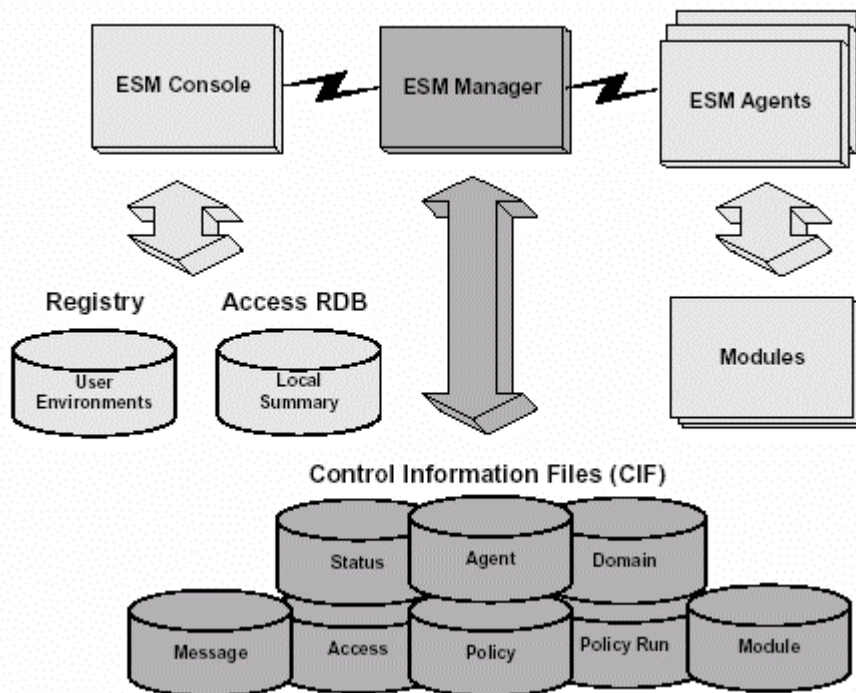 ESM Console
ESM Manager
ESM Agents
Registry
Access RDB
User
Environments
Local
Summary
Modules
Control Information Files (CIF)
Status
Agent
Domain
Message
Access
Policy
Policy Run
Module